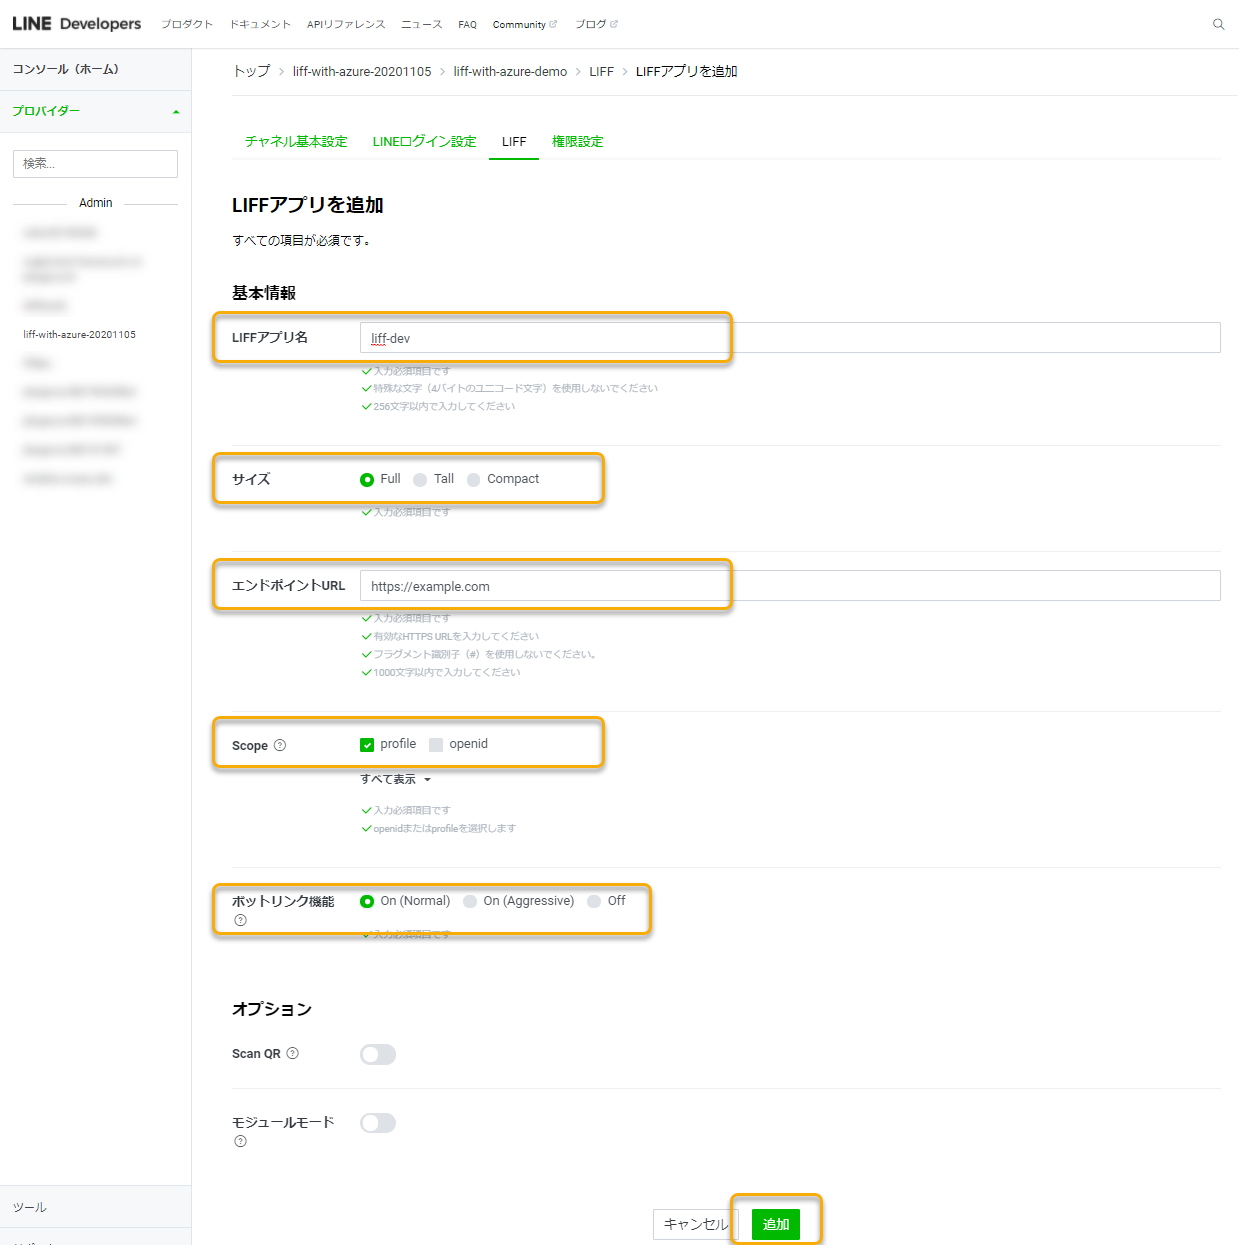 LINE Developers プロダクト ドキュメント APIリファレンス ニュース FAQ Community ブログ
コンソール（ホーム）
プロバイダー
検索...
Admin
liff-with-azure-20201105
ツール
トップ > liff-with-azure-20201105 > liff-with-azure-demo > LIFF > LIFFアプリを追加
チャネル基本設定 LINEログイン設定 LIFF 権限設定
LIFFアプリを追加
すべての項目が必須です。
基本情報
LIFFアプリ名 liff-dev
入力必須項目です
特殊な文字（4バイトのユニコード文字）を使用しないでください
256文字以内で入力してください
サイズ Full Tall Compact
入力必須項目です
エンドポイントURL https://example.com
入力必須項目です
有効なHTTPS URLを入力してください
フラグメント識別子（#）を使用しないでください。
1000文字以内で入力してください
Scope ? profile openid
すべて表示
入力必須項目です
openidまたはprofileを選択します
ボットリンク機能 On (Normal) On (Aggressive) Off
?
入力必須項目です
オプション
Scan QR ?
モジュールモード
?
キャンセル 追加